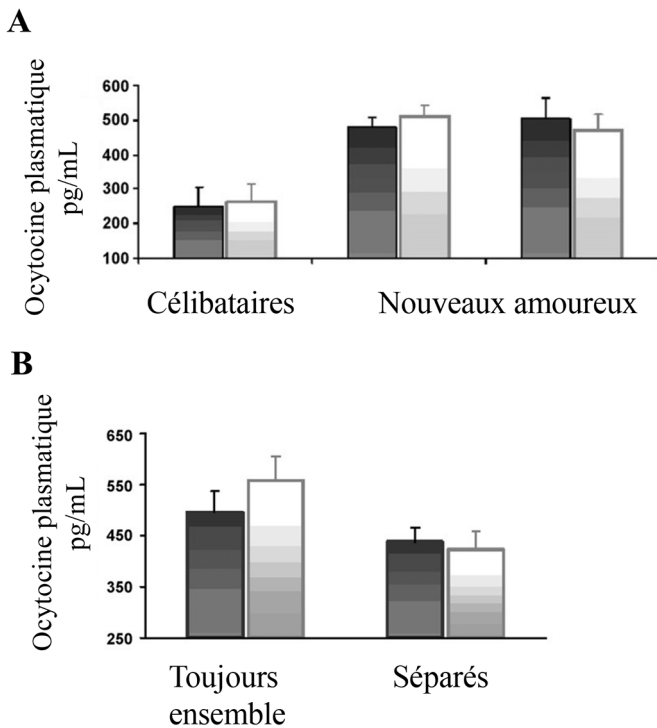 A
Ocytocine plasmatique
pg/mL
600
500
400
300
200
100
Célibataires
Nouveaux amoureux
B
Ocytocine plasmatique
pg/mL
650
550
450
350
250
Toujours
ensemble
Séparés